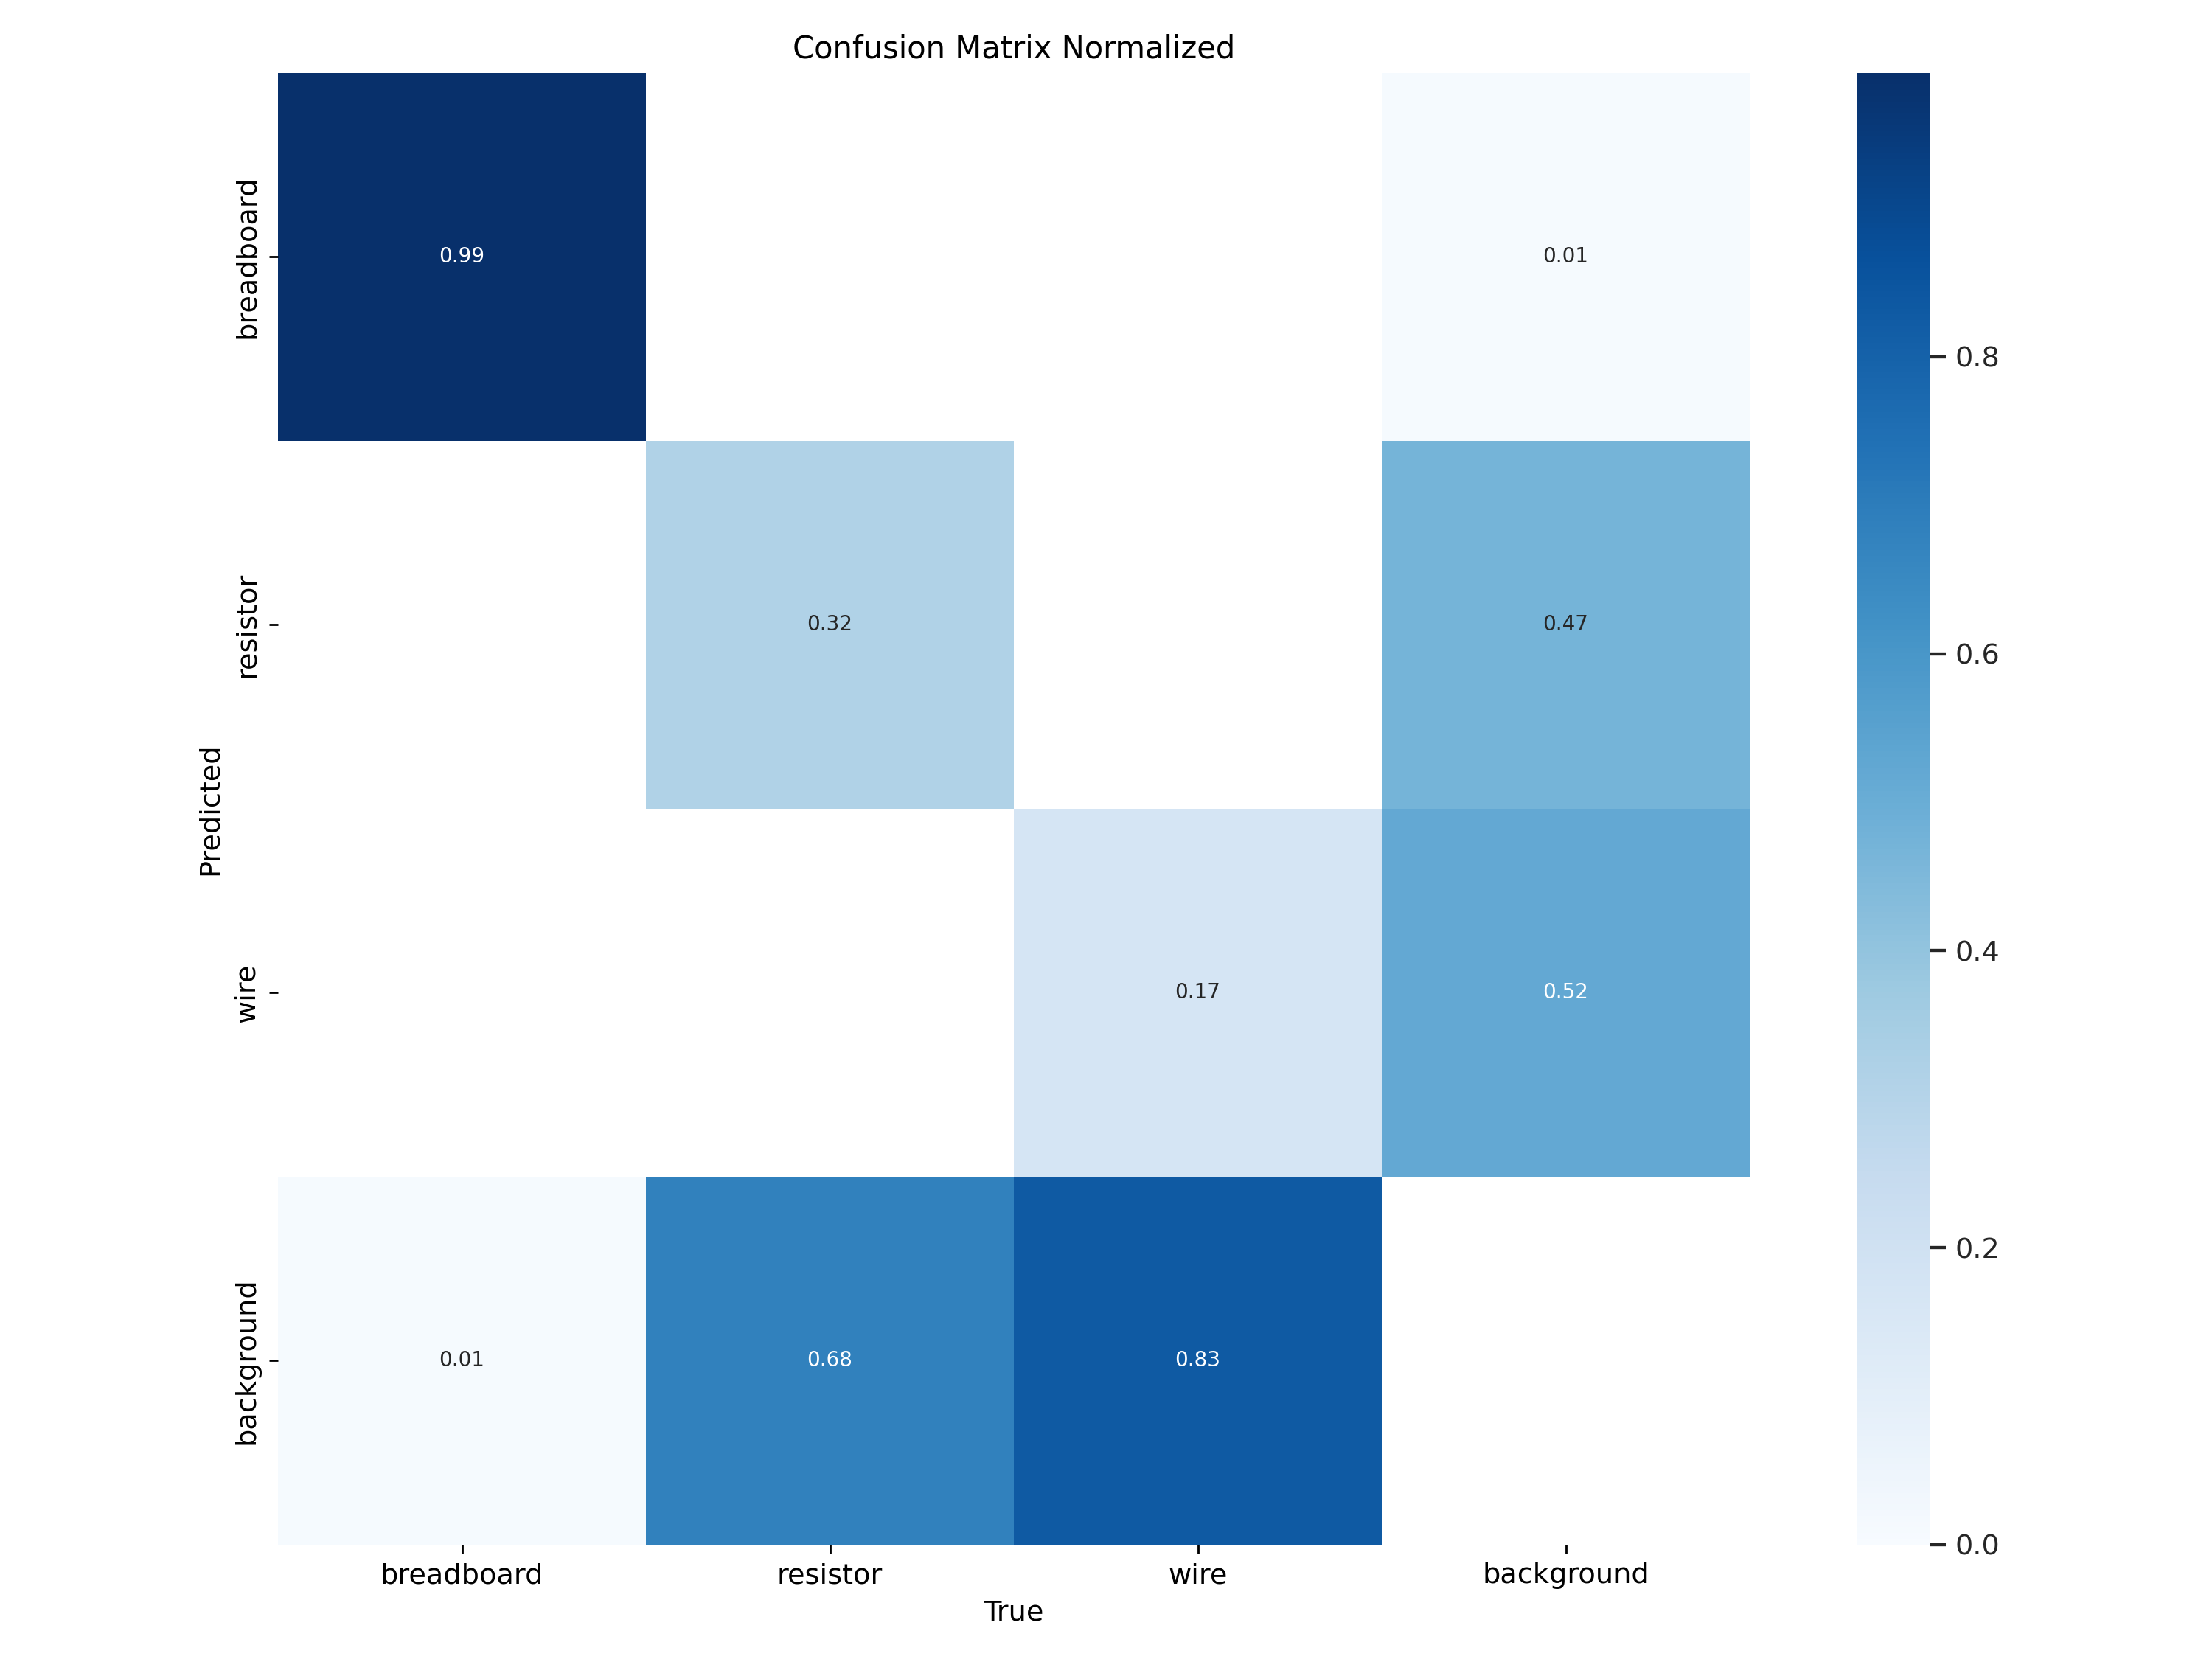 Confusion Matrix Normalized
breadboard
0.99
0.01
resistor
0.32
0.47
wire
0.17
0.52
background
0.01
0.68
0.83
Predicted
breadboard
resistor
wire
background
True
0.8
0.6
0.4
0.2
0.0